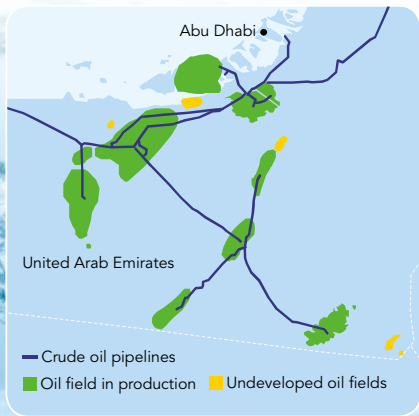 Abu Dhabi
United Arab Emirates
Crude oil pipelines
Oil field in production
Undeveloped oil fields